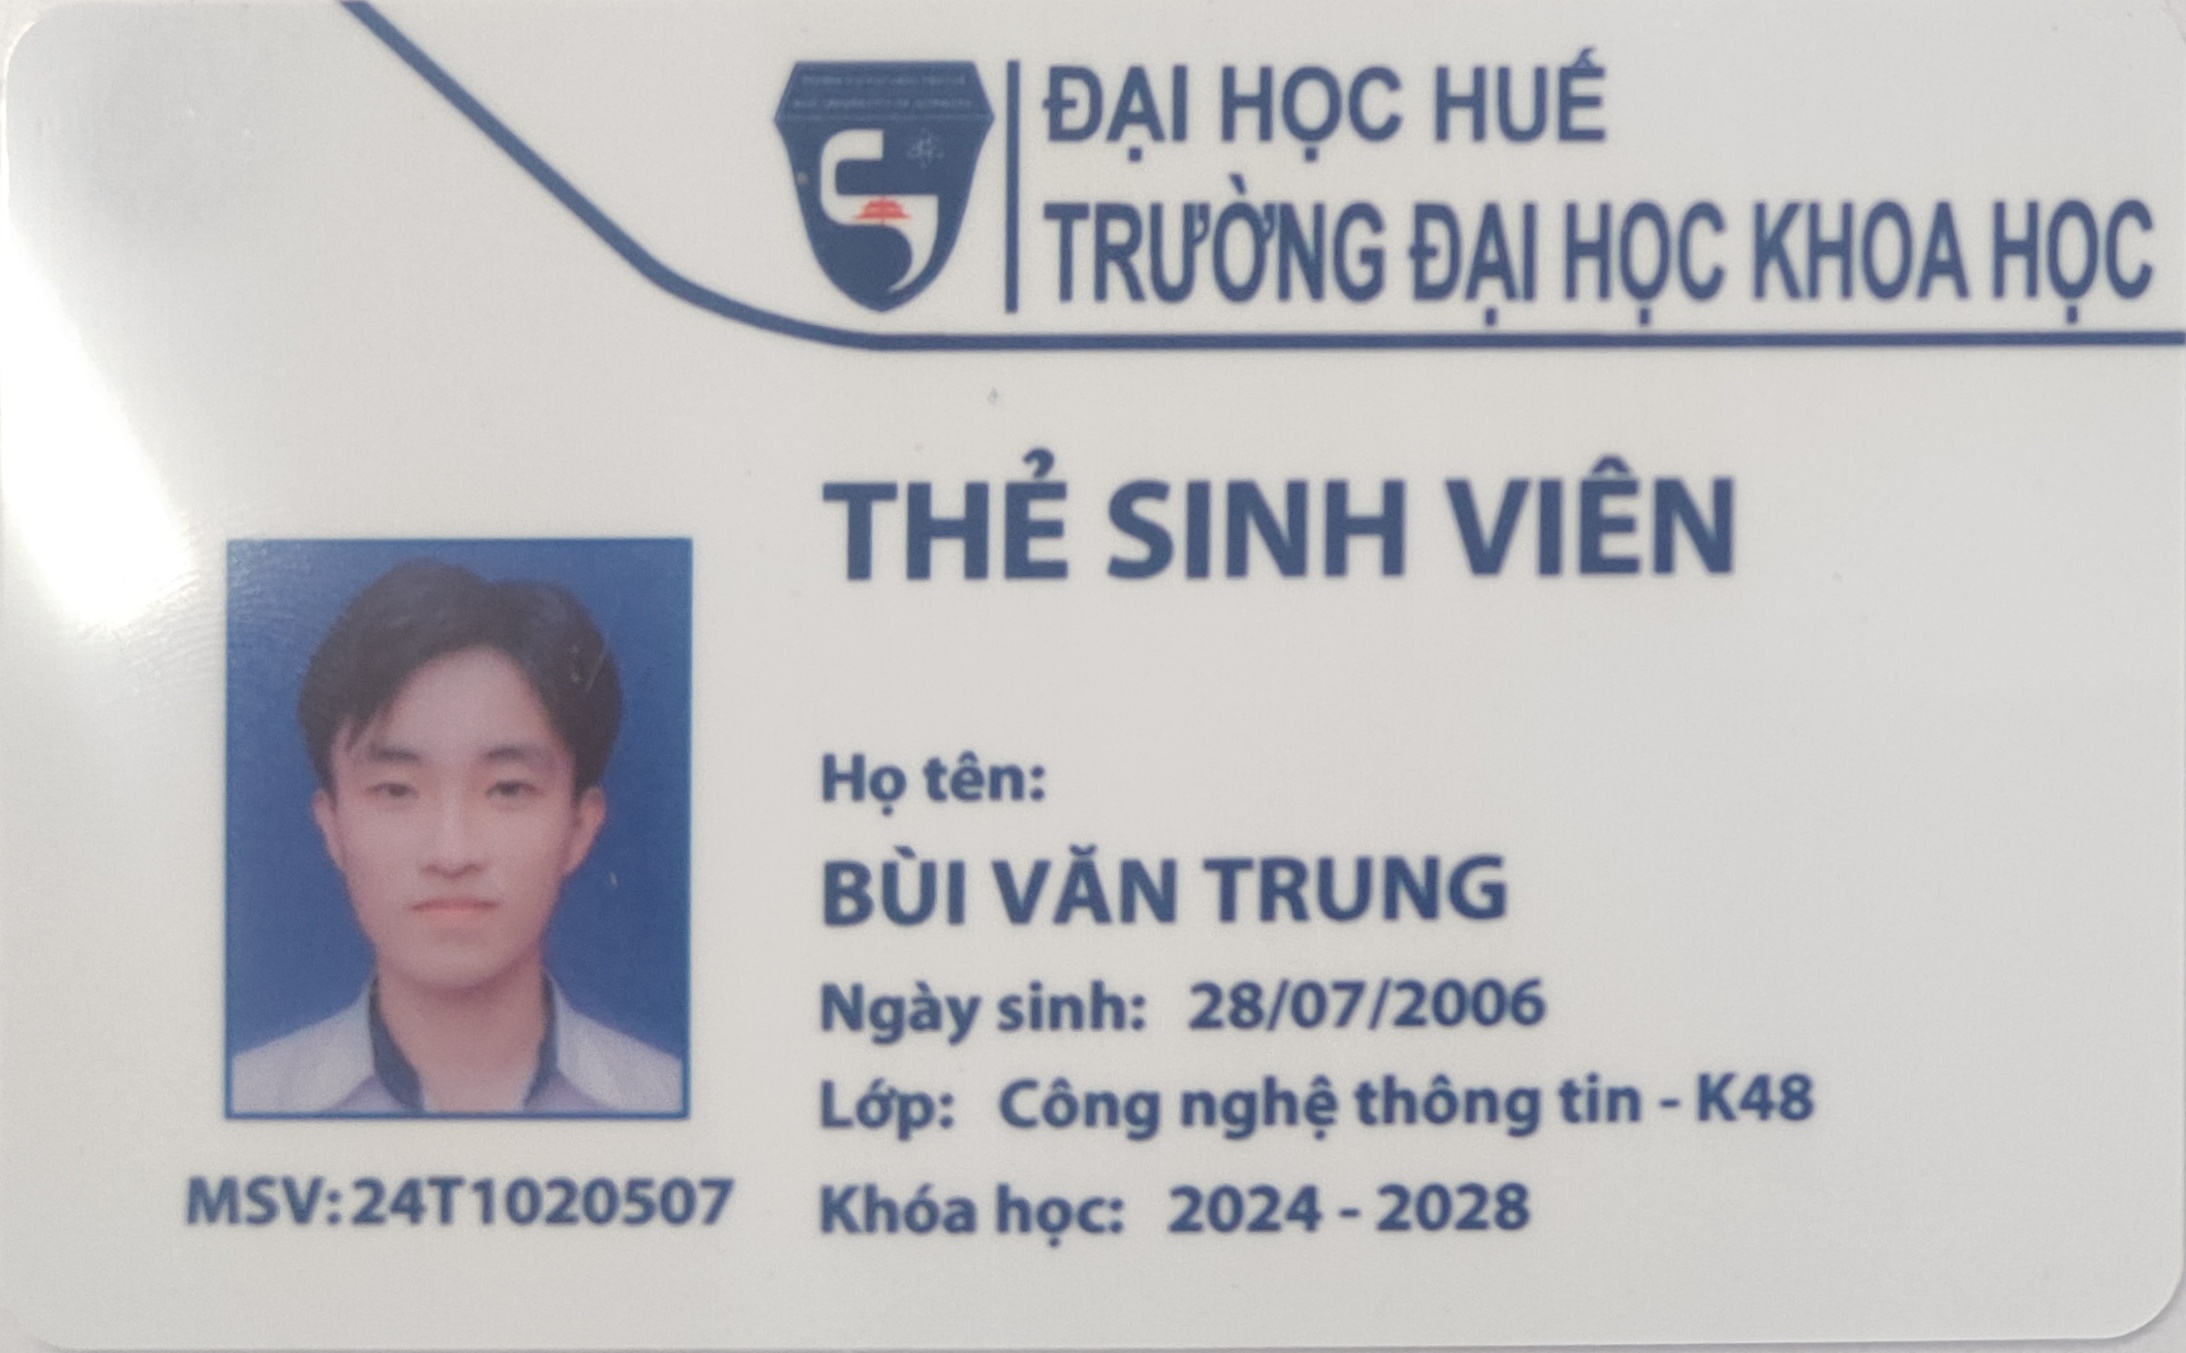 ĐẠI HỌC HUẾ
TRƯỜNG ĐẠI HỌC KHOA HỌC
THẺ SINH VIÊN
Họ tên:
BÙI VĂN TRUNG
Ngày sinh: 28/07/2006
Lớp: Công nghệ thông tin - K48
MSV:24T1020507
Khóa học: 2024 - 2028